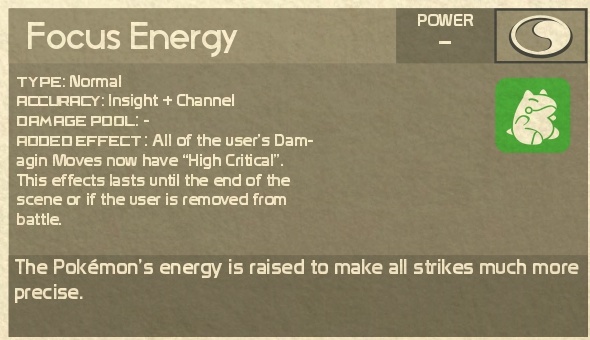 Focus Energy
POWER
–
TYPE: Normal
ACCURACY: Insight + Channel
DAMAGE POOL: -
ADDED EFFECT: All of the user's Dam-
agin Moves now have "High Critical".
This effects lasts until the end of the
scene or if the user is removed from
battle.
The Pokémon's energy is raised to make all strikes much more
precise.